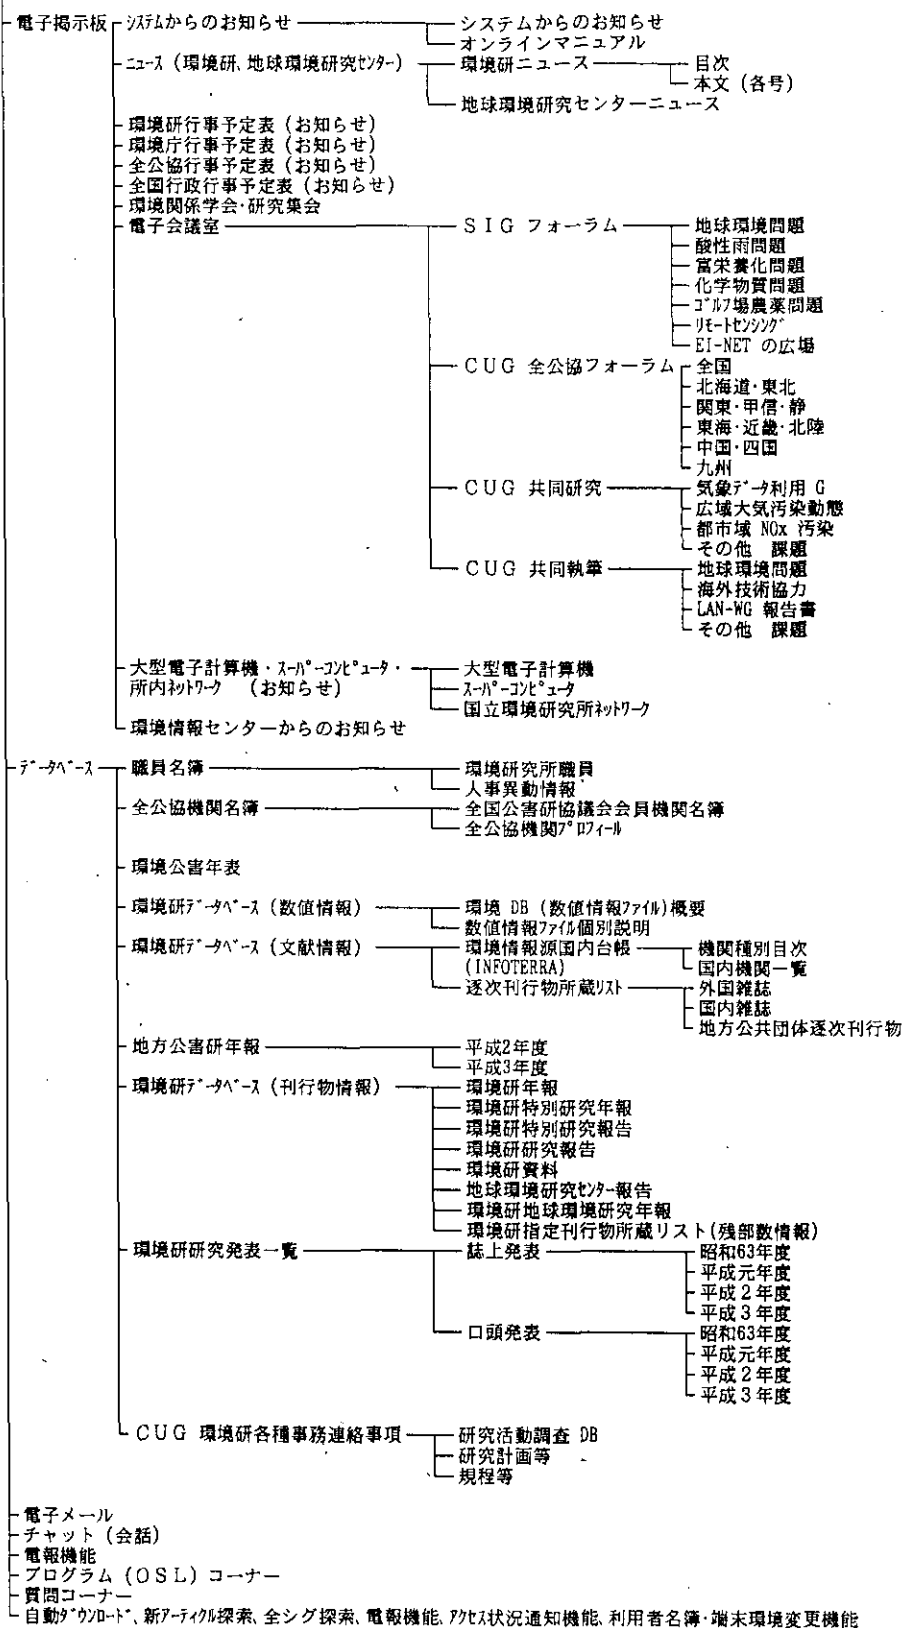 電子掲示板 システムからのお知らせ システムからのお知らせ
オンラインマニュアル
ニュース（環境研、地球環境研究センター） 環境研ニュース 目次
本文（各号）
地球環境研究センターニュース
環境研行事予定表（お知らせ）
環境庁行事予定表（お知らせ）
全公協行事予定表（お知らせ）
全国行政行事予定表（お知らせ）
環境関係学会・研究集会
電子会議室 ＳＩＧ フォーラム 地球環境問題
酸性雨問題
富栄養化問題
化学物質問題
ゴルフ場農薬問題
リモートセンシング
EI-NET の広場
ＣＵＧ 全公協フォーラム 全国
北海道・東北
関東・甲信・静
東海・近畿・北陸
中国・四国
九州
ＣＵＧ 共同研究 気象データ利用 G
広域大気汚染動態
都市域 NOx 汚染
その他 課題
ＣＵＧ 共同執筆 地球環境問題
海外技術協力
LAN-WG 報告書
その他 課題
大型電子計算機・スーパーコンピュータ・ 大型電子計算機
所内ネットワーク （お知らせ） スーパーコンピュータ
国立環境研究所ネットワーク
環境情報センターからのお知らせ
データベース 職員名簿 環境研究所職員
人事異動情報
全公協機関名簿 全国公害研協議会会員機関名簿
全公協機関プロフィール
環境公害年表
環境研データベース（数値情報） 環境 DB（数値情報ファイル）概要
数値情報ファイル個別説明
環境研データベース（文献情報） 環境情報源国内台帳 機関種別目次
(INFOTERRA) 国内機関一覧
逐次刊行物所蔵リスト 外国雑誌
国内雑誌
地方公共団体逐次刊行物
地方公害研年報 平成2年度
平成3年度
環境研データベース（刊行物情報） 環境研年報
環境研特別研究年報
環境研特別研究報告
環境研研究報告
環境研資料
地球環境研究センター報告
環境研地球環境研究年報
環境研指定刊行物所蔵リスト（残部数情報）
環境研研究発表一覧 誌上発表 昭和63年度
平成元年度
平成２年度
平成３年度
口頭発表 昭和63年度
平成元年度
平成２年度
平成３年度
ＣＵＧ 環境研各種事務連絡事項 研究活動調査 DB
研究計画等
規程等
電子メール
チャット（会話）
電報機能
プログラム（ＯＳＬ）コーナー
質問コーナー
自動ダウンロード、新アーティクル探索、全シグ探索、電報機能、アクセス状況通知機能、利用者名簿・端末環境変更機能